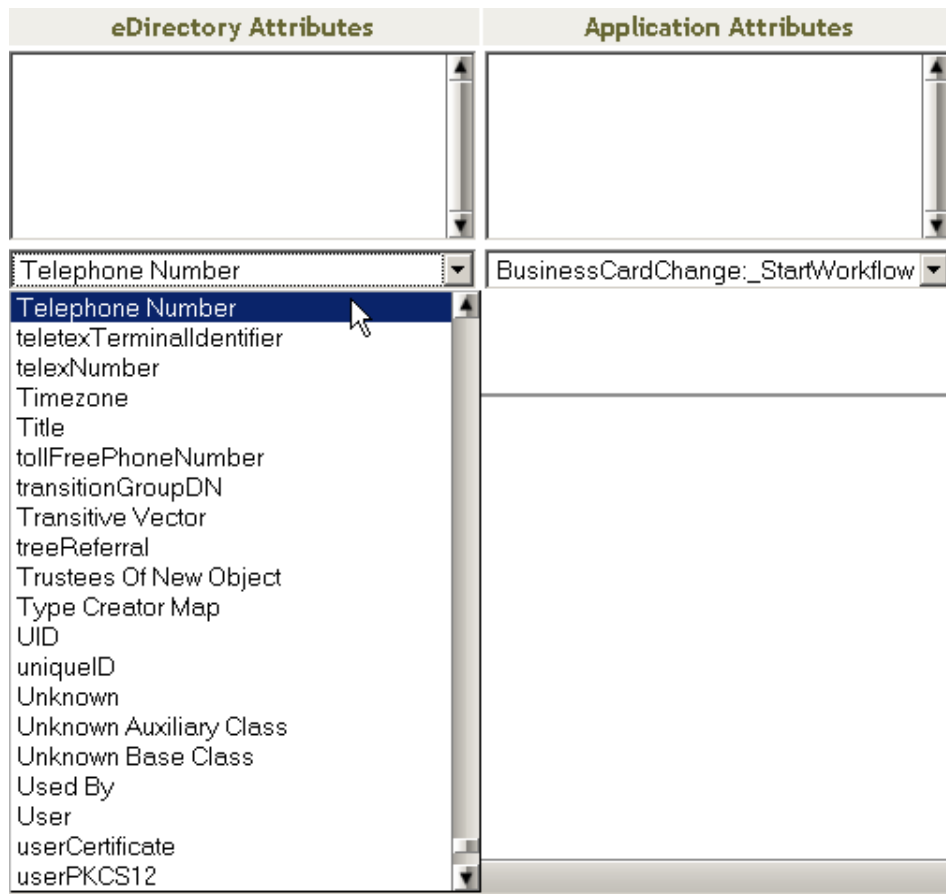 eDirectory Attributes
Application Attributes
Telephone Number
BusinessCardChange:_StartWorkflow
Telephone Number
teletexTerminalIdentifier
telexNumber
Timezone
Title
tollFreePhoneNumber
transitionGroupDN
Transitive Vector
treeReferral
Trustees Of New Object
Type Creator Map
UID
uniqueID
Unknown
Unknown Auxiliary Class
Unknown Base Class
Used By
User
userCertificate
userPKCS12